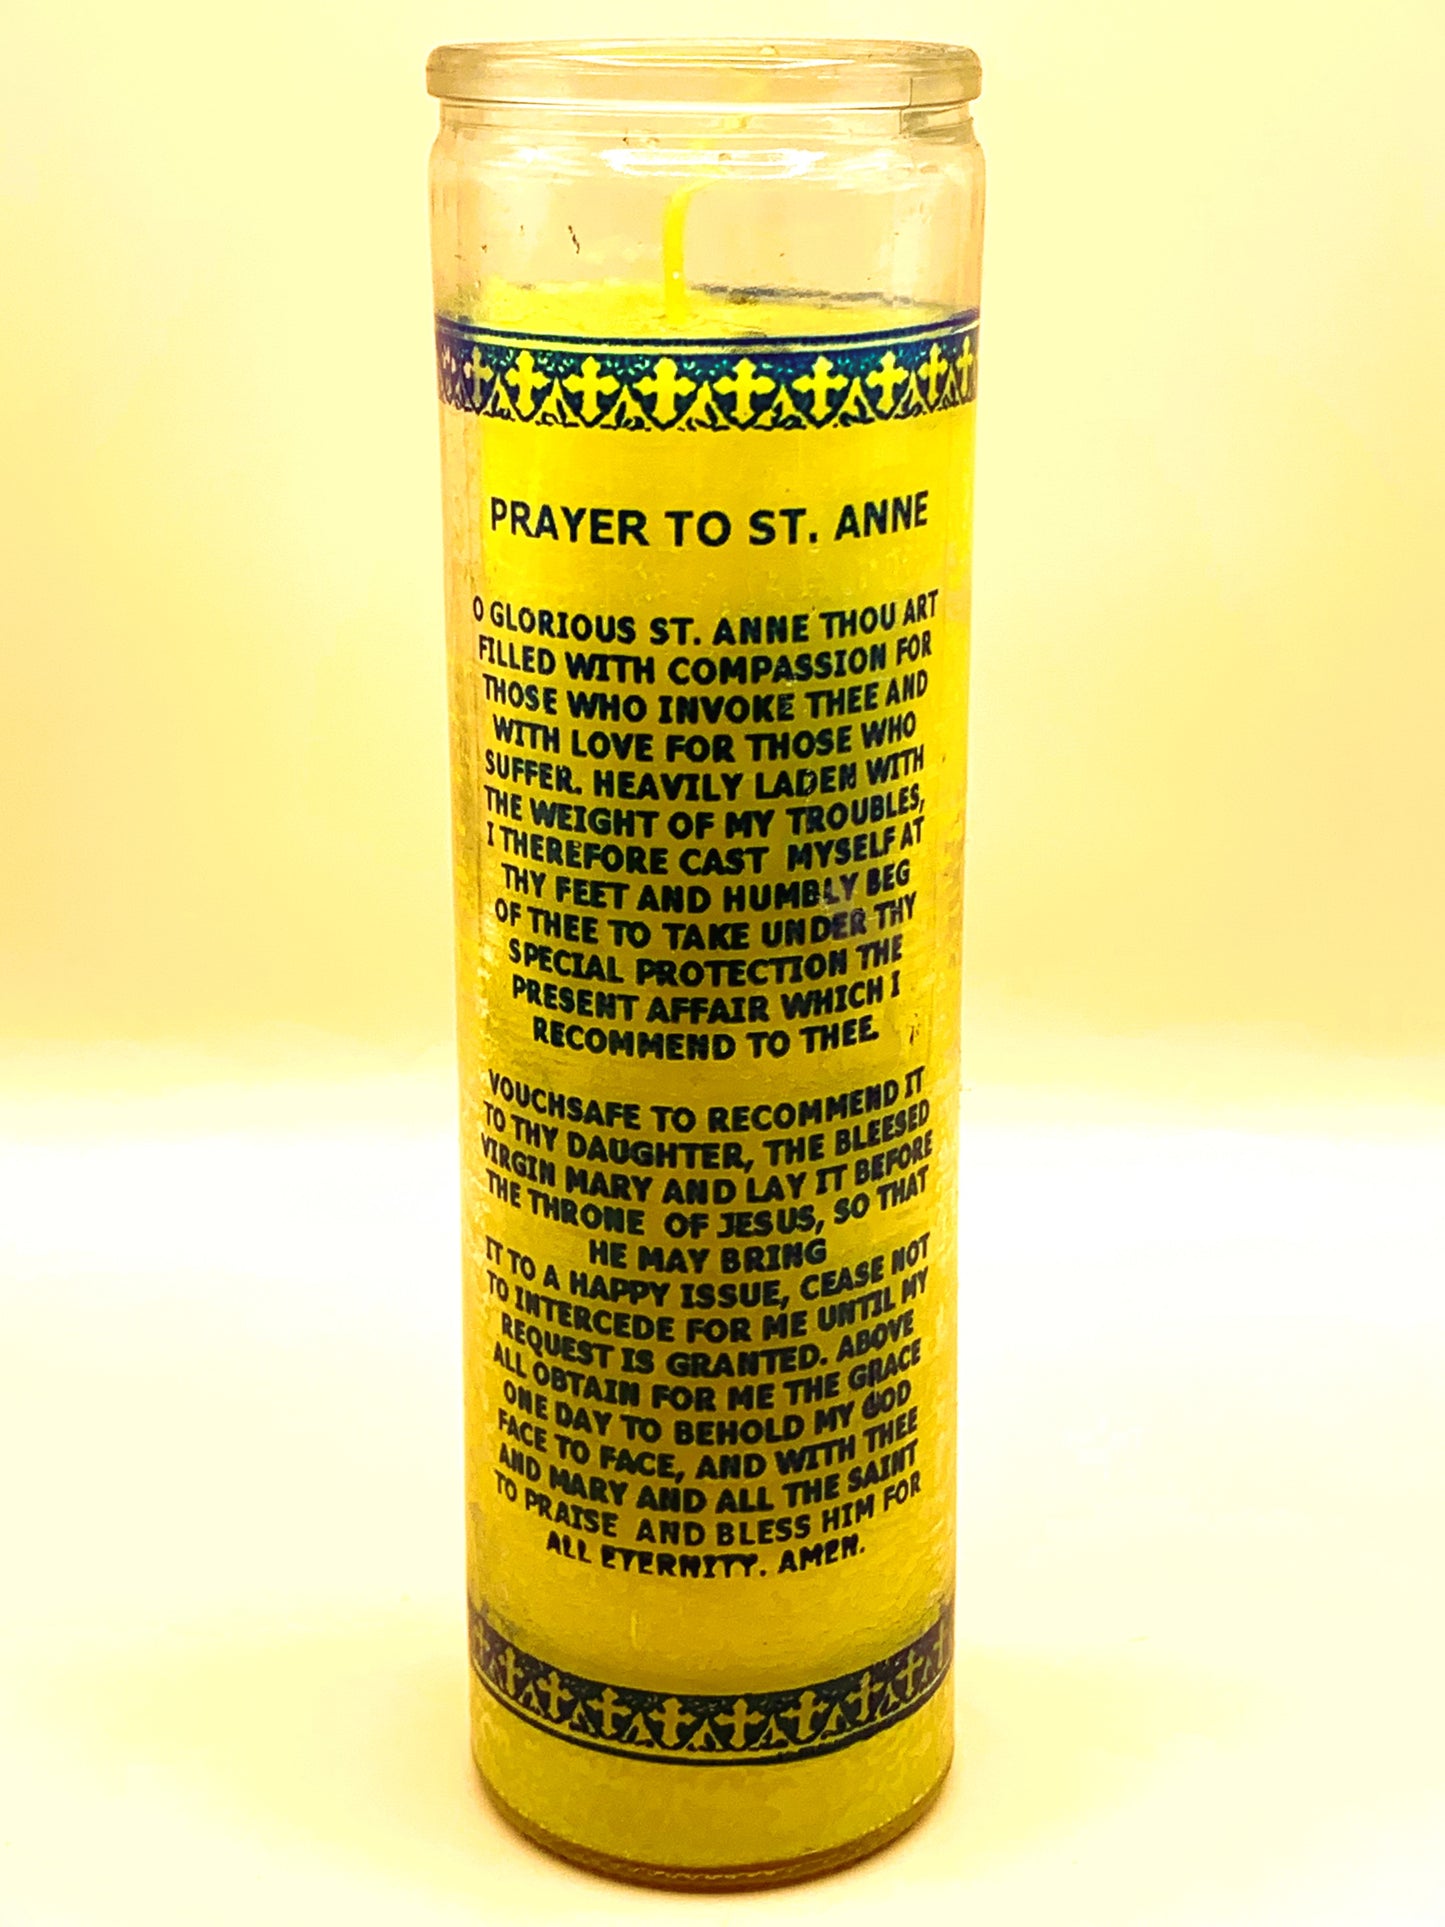 PRAYER TO ST. ANNE
O GLORIOUS ST. ANNE THOU ART
FILLED WITH COMPASSION FOR
THOSE WHO INVOKE THEE AND
WITH LOVE FOR THOSE WHO
SUFFER. HEAVILY LADEN WITH
THE WEIGHT OF MY TROUBLES,
I THEREFORE CAST MYSELF AT
THY FEET AND HUMBLY BEG
OF THEE TO TAKE UNDER THY
SPECIAL PROTECTION THE
PRESENT AFFAIR WHICH I
RECOMMEND TO THEE.
VOUCHSAFE TO RECOMMEND IT
TO THY DAUGHTER, THE BLEESED
VIRGIN MARY AND LAY IT BEFORE
THE THRONE OF JESUS, SO THAT
HE MAY BRING
IT TO A HAPPY ISSUE, CEASE NOT
TO INTERCEDE FOR ME UNTIL MY
REQUEST IS GRANTED. ABOVE
ALL OBTAIN FOR ME THE GRACE
ONE DAY TO BEHOLD MY GOD
FACE TO FACE, AND WITH THEE
AND MARY AND ALL THE SAINT
TO PRAISE AND BLESS HIM FOR
ALL ETERNITY. AMEN.